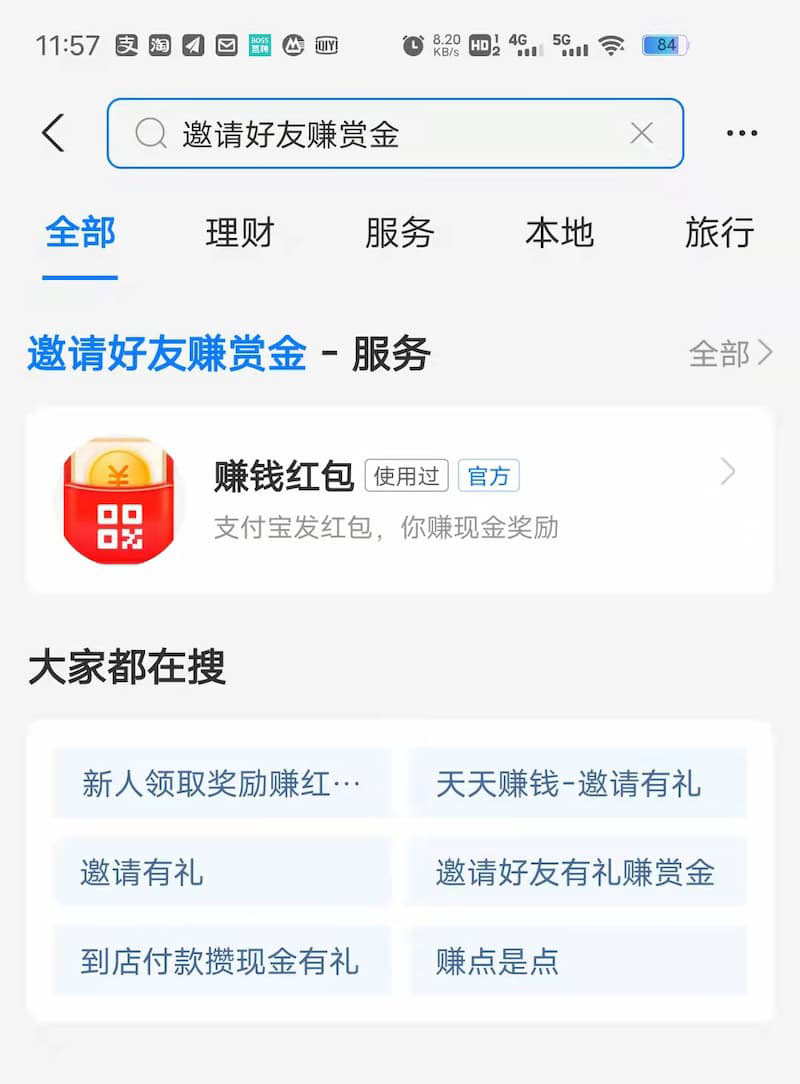 11:57 支 淘 BOSS 直聘 iQIYI 8.20 KB/s HD 1 2 4G 5G 84
邀请好友赚赏金
全部 理财 服务 本地 旅行
邀请好友赚赏金 - 服务 全部
赚钱红包 使用过 官方
支付宝发红包，你赚现金奖励
大家都在搜
新人领取奖励赚红… 天天赚钱-邀请有礼
邀请有礼 邀请好友有礼赚赏金
到店付款攒现金有礼 赚点是点